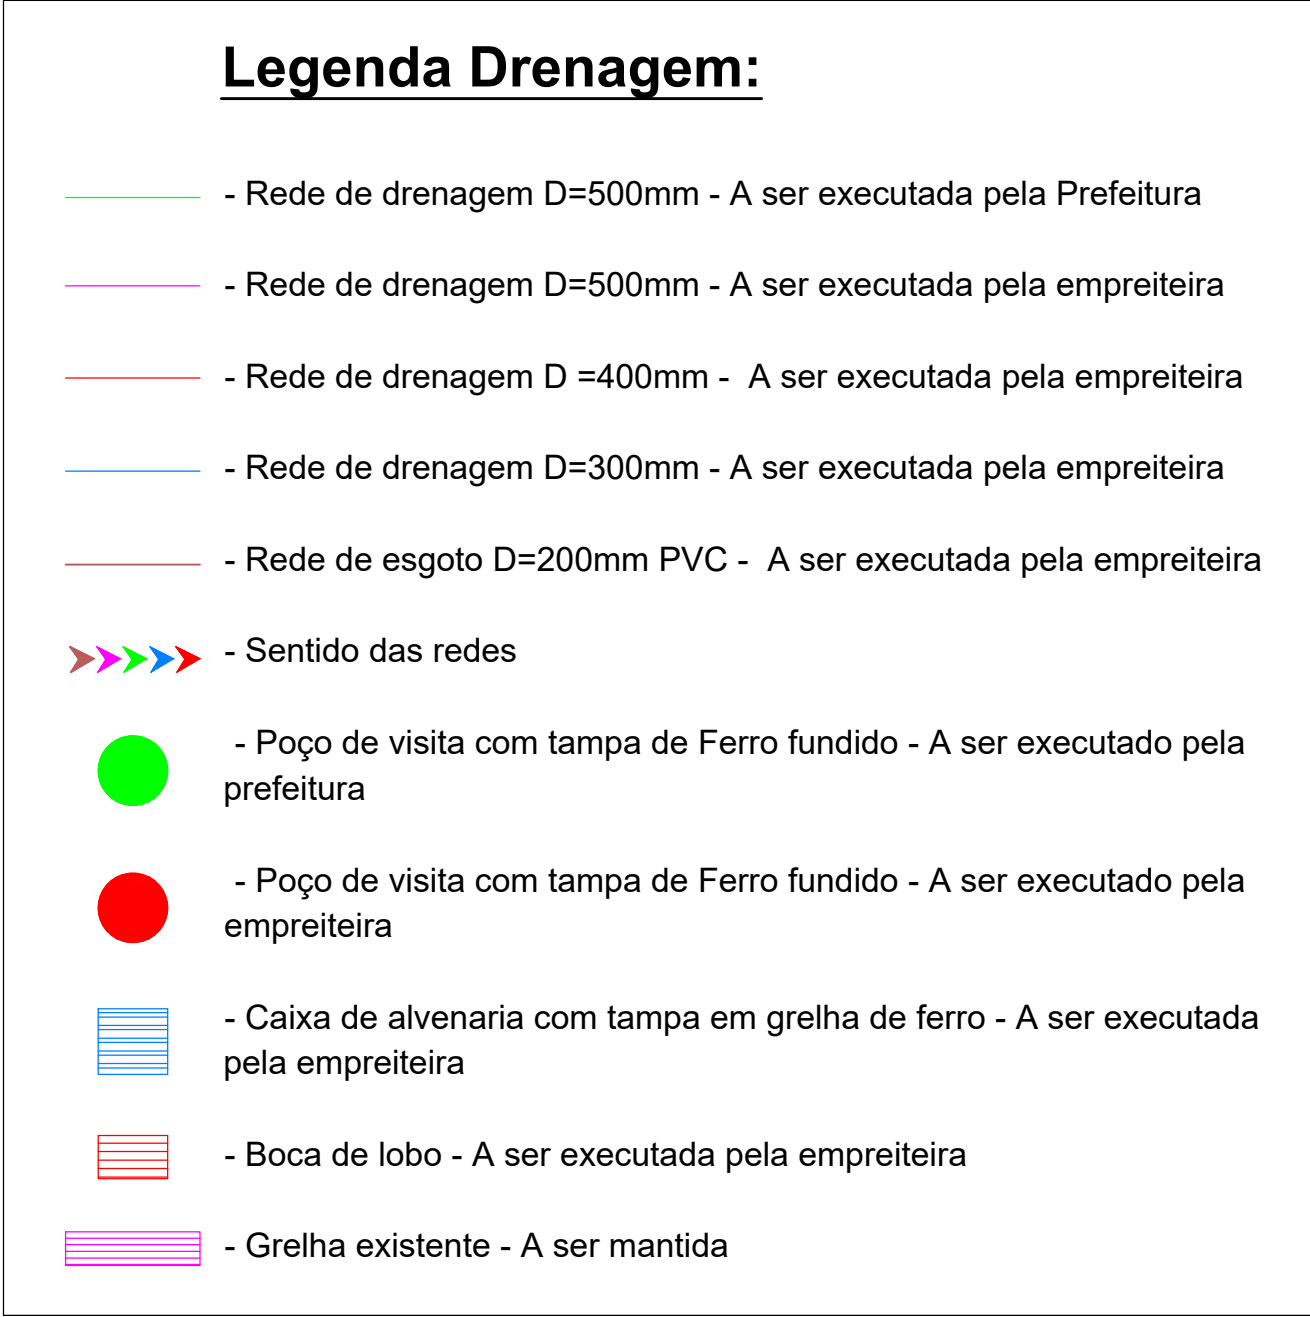 Legenda Drenagem:
- Rede de drenagem D=500mm - A ser executada pela Prefeitura
- Rede de drenagem D=500mm - A ser executada pela empreiteira
- Rede de drenagem D =400mm -  A ser executada pela empreiteira
- Rede de drenagem D=300mm - A ser executada pela empreiteira
- Rede de esgoto D=200mm PVC -  A ser executada pela empreiteira
- Sentido das redes
- Poço de visita com tampa de Ferro fundido - A ser executado pela
prefeitura
- Poço de visita com tampa de Ferro fundido - A ser executado pela
empreiteira
- Caixa de alvenaria com tampa em grelha de ferro - A ser executada
pela empreiteira
- Boca de lobo - A ser executada pela empreiteira
- Grelha existente - A ser mantida